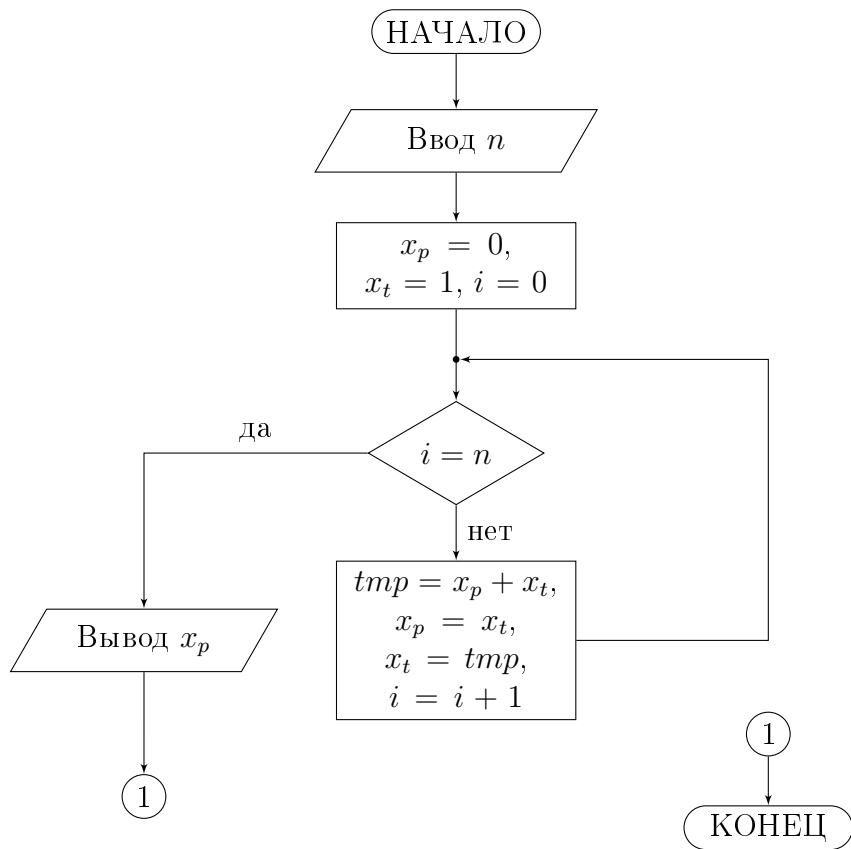 НАЧАЛО
Ввод n
x_p = 0,
x_t = 1, i = 0
i = n
да
нет
tmp = x_p + x_t,
x_p = x_t,
x_t = tmp,
i = i + 1
Вывод x_p
1
1
КОНЕЦ